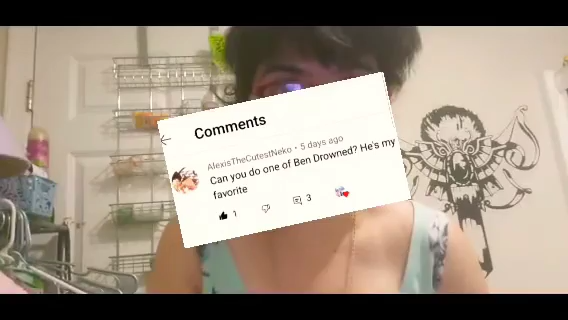 Comments
AlexisTheCutestNeko • 5 days ago
Can you do one of Ben Drowned? He's my
favorite
1
3